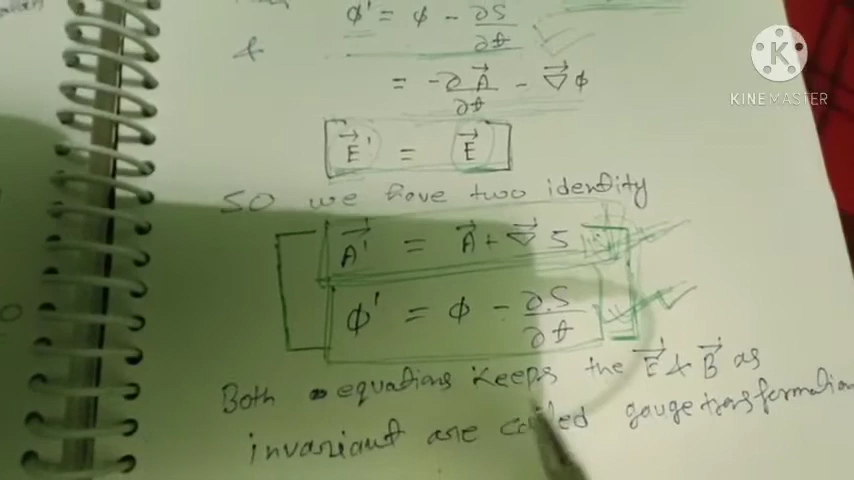 φ' = φ - ∂S/∂t
&
= -∂A⃗/∂t - ∇⃗φ
E⃗' = E⃗
SO we have two identity
A⃗' = A⃗ + ∇⃗ S
φ' = φ - ∂S/∂t
Both equations keeps the E⃗ & B⃗ as
invariant are called gauge transformation
KINEMASTER